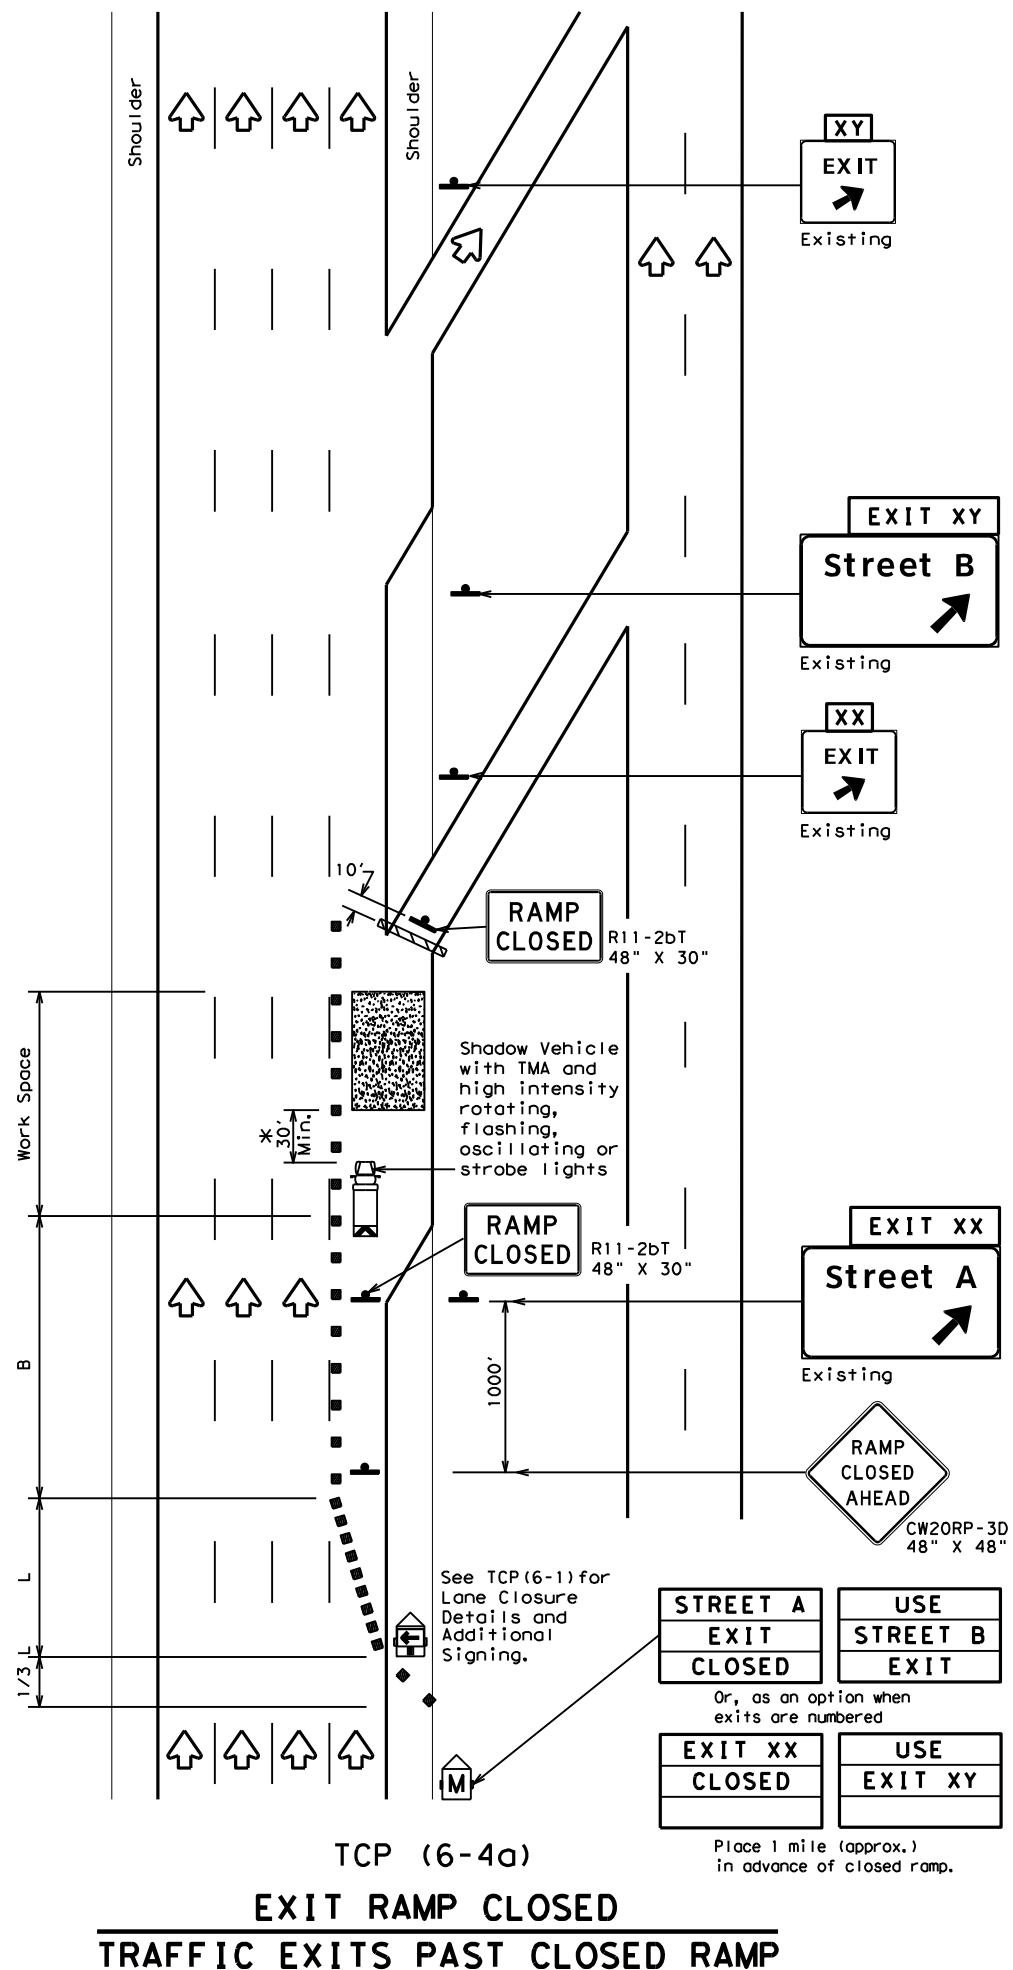 Shoulder
Shoulder
XY
EXIT
Existing
EXIT XY
Street B
Existing
XX
EXIT
Existing
10'
RAMP
CLOSED
R11-2bT
48" X 30"
Work Space
*
30'
Min.
Shadow Vehicle
with TMA and
high intensity
rotating,
flashing,
oscillating or
strobe lights
RAMP
CLOSED
R11-2bT
48" X 30"
EXIT XX
Street A
Existing
B
1000'
RAMP
CLOSED
AHEAD
CW20RP-3D
48" X 48"
L
1/3 L
See TCP(6-1)for
Lane Closure
Details and
Additional
Signing.
STREET A
EXIT
CLOSED
USE
STREET B
EXIT
Or, as an option when
exits are numbered
EXIT XX
CLOSED
USE
EXIT XY
M
Place 1 mile (approx.)
in advance of closed ramp.
TCP (6-4a)
EXIT RAMP CLOSED
TRAFFIC EXITS PAST CLOSED RAMP